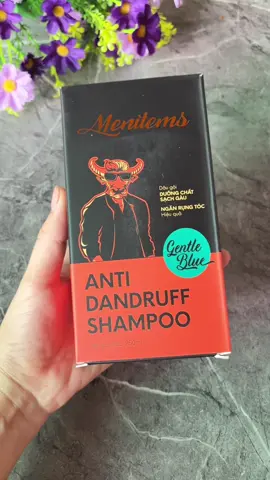 Menitems
Dầu gội
DƯỠNG CHẤT
SẠCH GÀU
NGĂN RỤNG TÓC
Hiệu quả
Gentle
Blue
ANTI
DANDRUFF
SHAMPOO